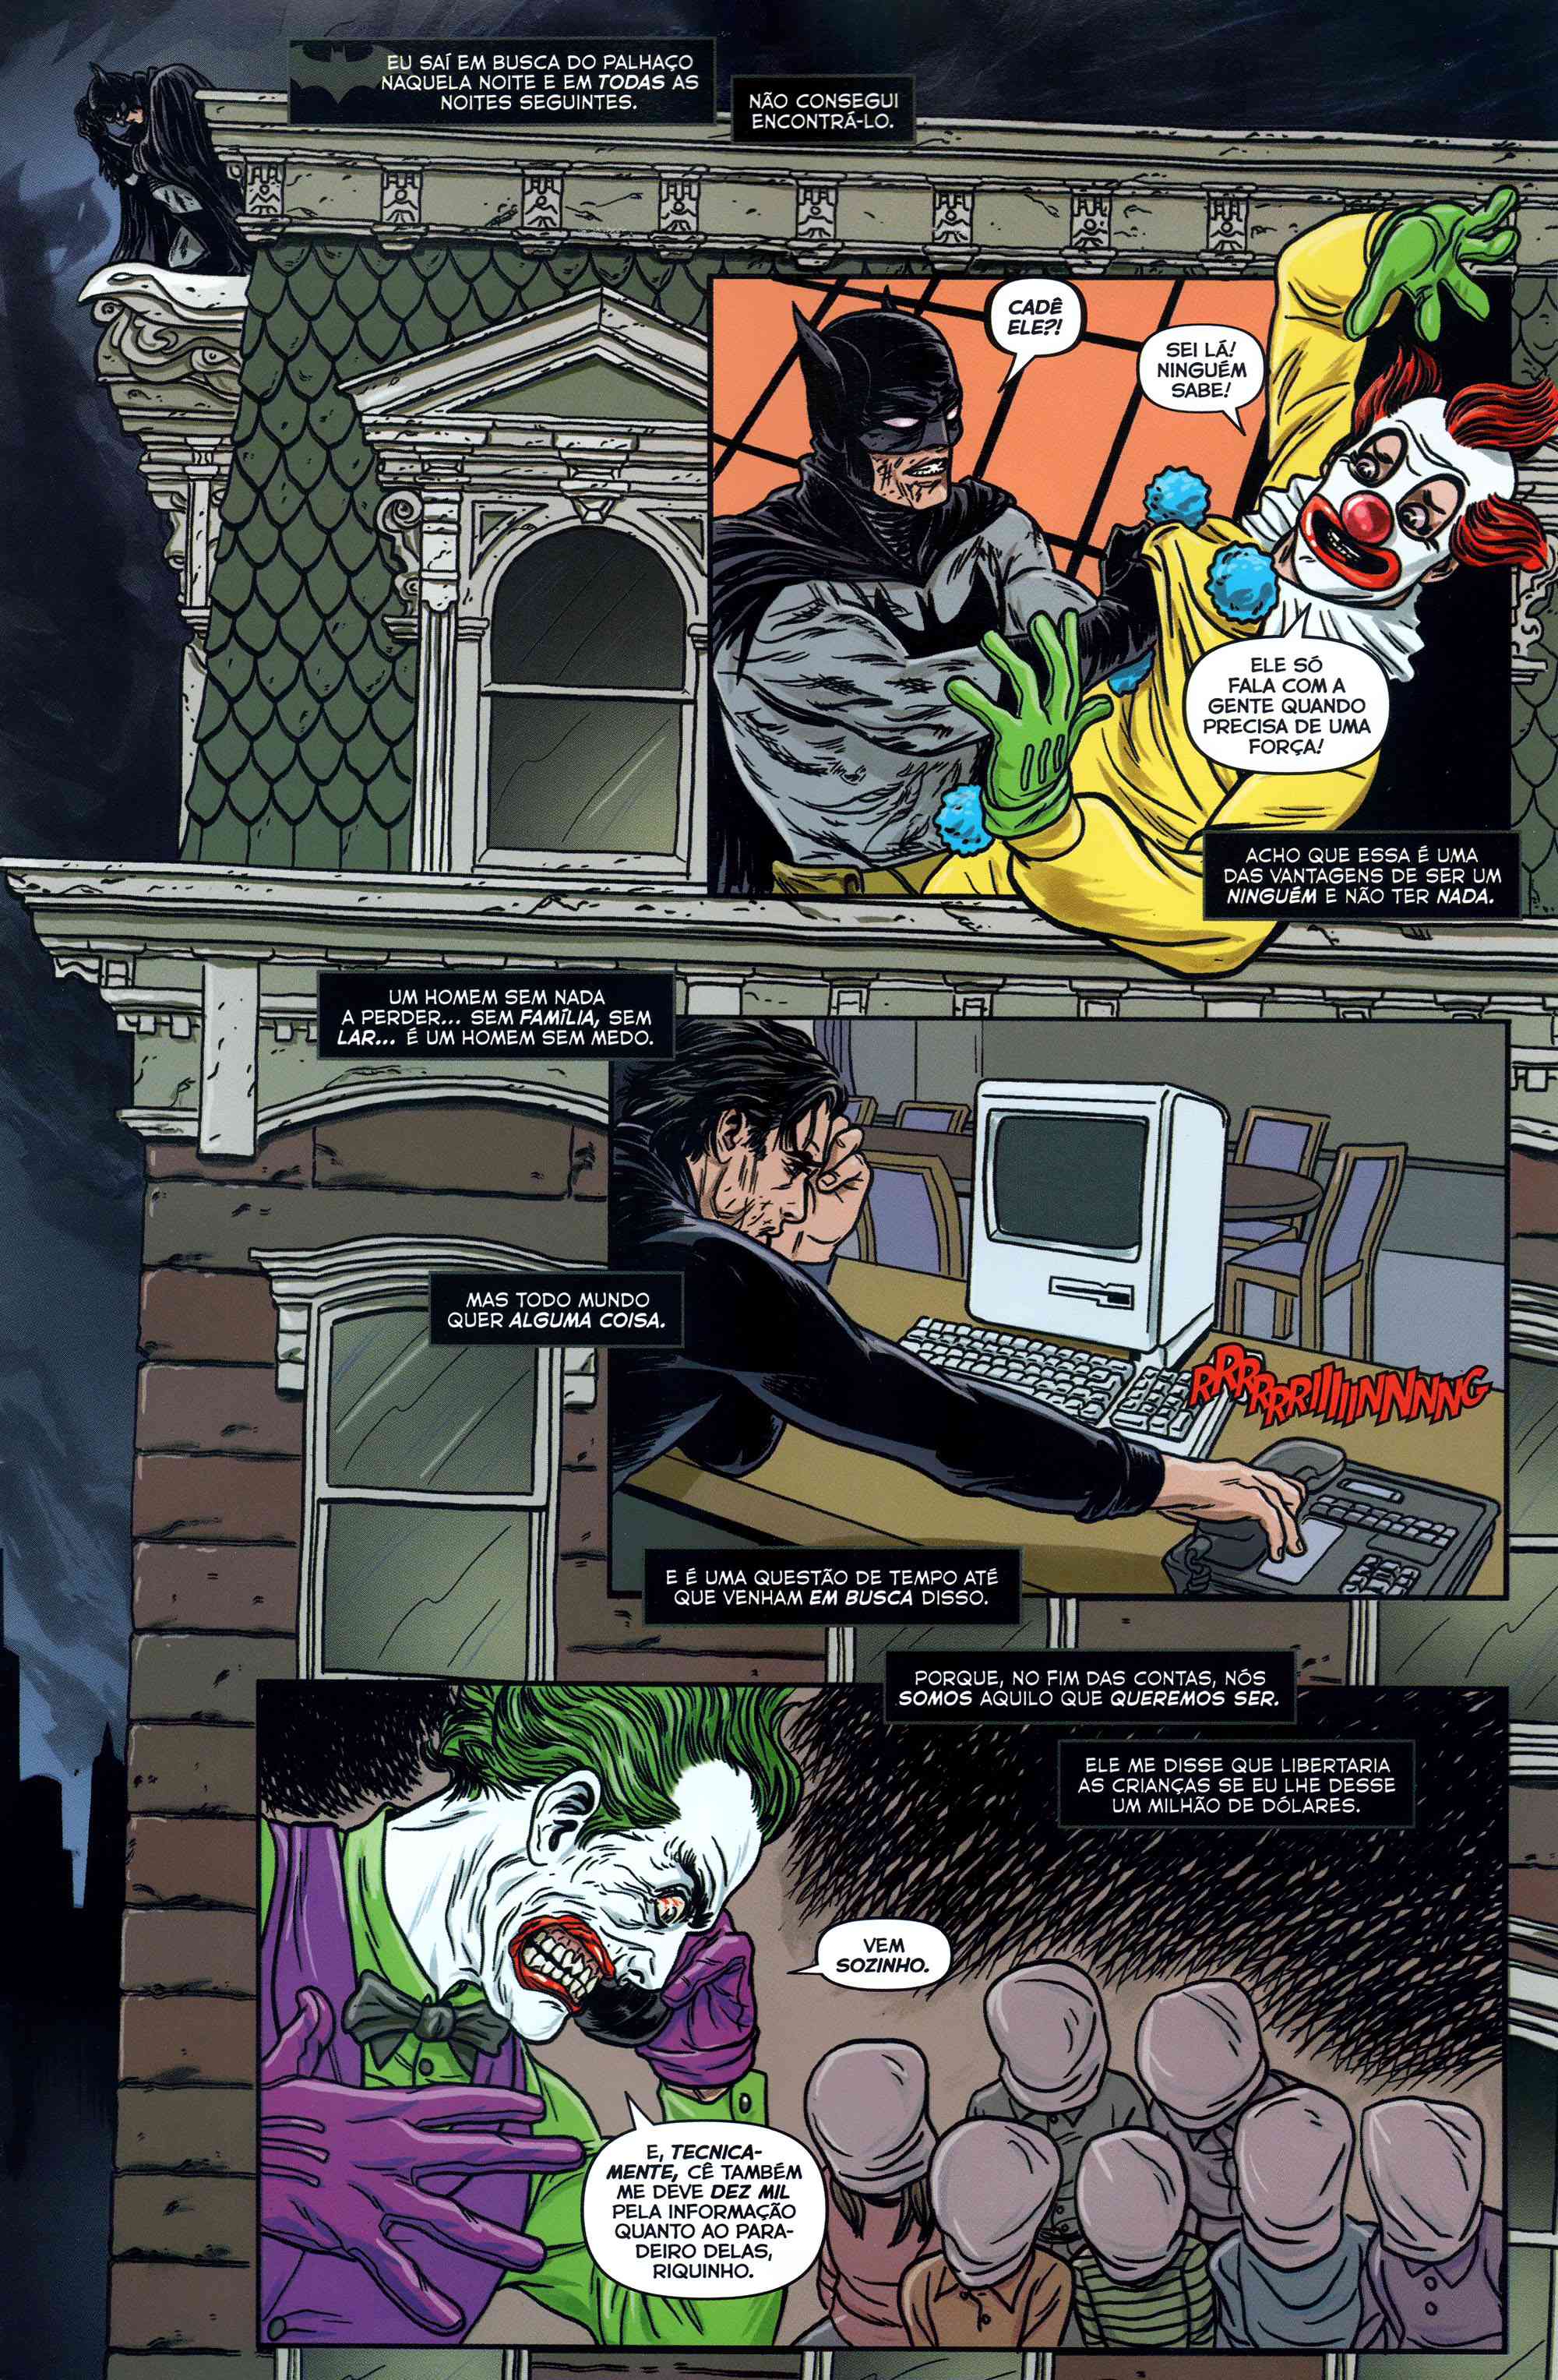 EU SAÍ EM BUSCA DO PALHAÇO
NAQUELA NOITE E EM TODAS AS
NOITES SEGUINTES.
NÃO CONSEGUI
ENCONTRÁ-LO.
CADÊ
ELE?!
SEI LÁ!
NINGUÉM
SABE!
ELE SÓ
FALA COM A
GENTE QUANDO
PRECISA DE UMA
FORÇA!
ACHO QUE ESSA É UMA
DAS VANTAGENS DE SER UM
NINGUÉM E NÃO TER NADA.
UM HOMEM SEM NADA
A PERDER... SEM FAMÍLIA, SEM
LAR... É UM HOMEM SEM MEDO.
MAS TODO MUNDO
QUER ALGUMA COISA.
RRRRRRRIIIIINNNNNG
E É UMA QUESTÃO DE TEMPO ATÉ
QUE VENHAM EM BUSCA DISSO.
PORQUE, NO FIM DAS CONTAS, NÓS
SOMOS AQUILO QUE QUEREMOS SER.
ELE ME DISSE QUE LIBERTARIA
AS CRIANÇAS SE EU LHE DESSE
UM MILHÃO DE DÓLARES.
VEM
SOZINHO.
E, TECNICA-
MENTE, CÊ TAMBÉM
ME DEVE DEZ MIL
PELA INFORMAÇÃO
QUANTO AO PARA-
DEIRO DELAS,
RIQUINHO.